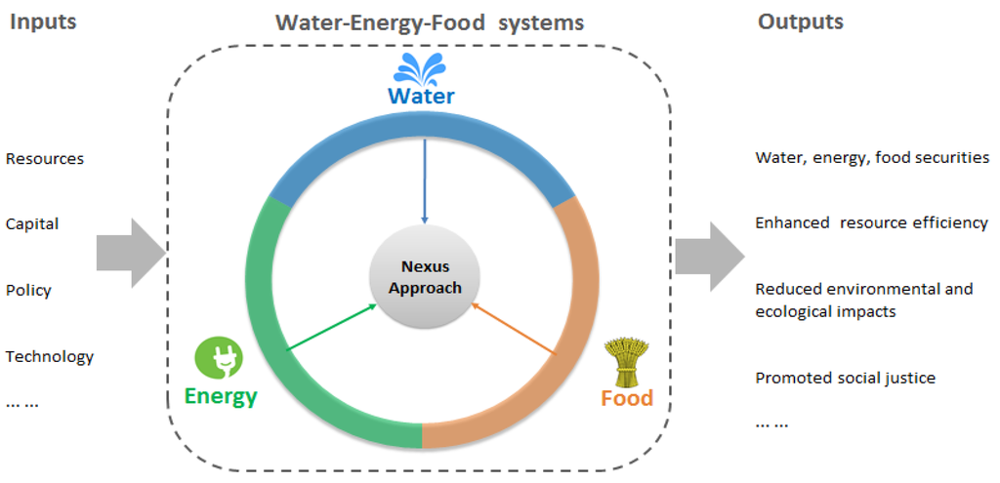 Inputs
Water-Energy-Food systems
Outputs
Water
Resources
Capital
Policy
Technology
... ...
Nexus
Approach
Energy
Food
Water, energy, food securities
Enhanced resource efficiency
Reduced environmental and
ecological impacts
Promoted social justice
... ...